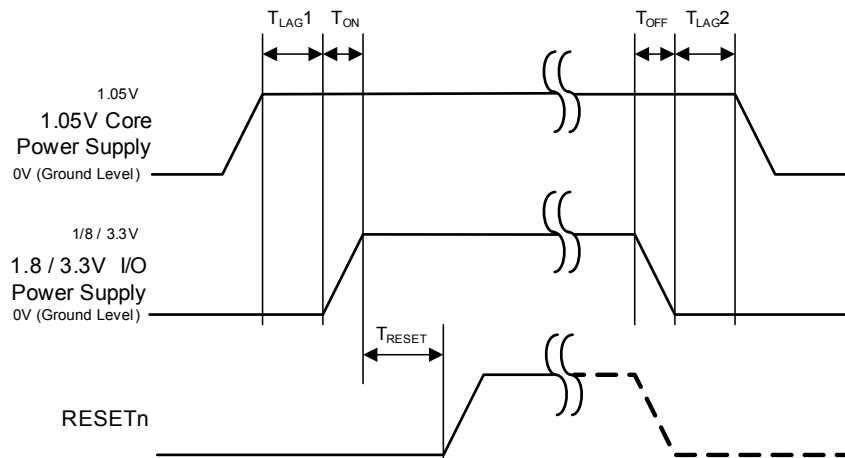 TLAG1 TON TOFF TLAG2
1.05V
1.05V Core
Power Supply
0V (Ground Level)
1/8 / 3.3V
1.8 / 3.3V I/O
Power Supply
0V (Ground Level)
TRESET
RESETn